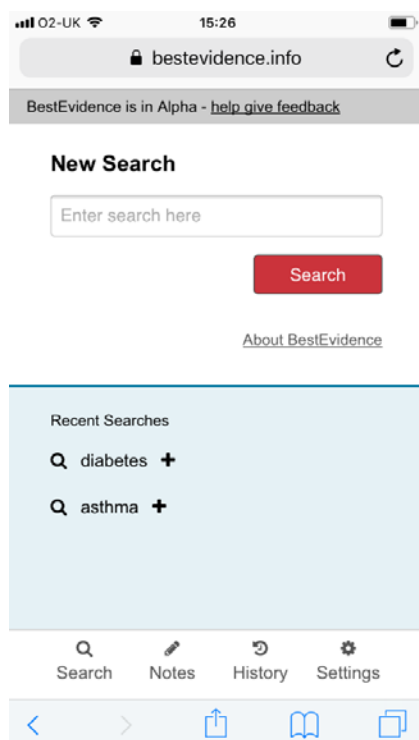 O2-UK 15:26
bestevidence.info
BestEvidence is in Alpha - help give feedback
New Search
Enter search here
Search
About BestEvidence
Recent Searches
diabetes
asthma
Search Notes History Settings